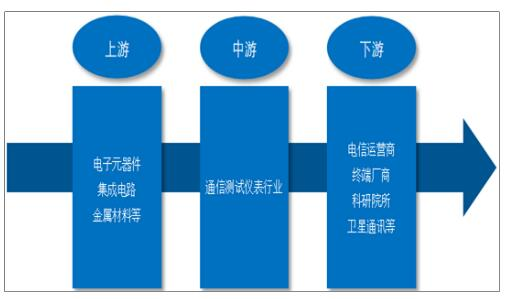 上游
中游
下游
电子元器件
集成电路
金属材料等
通信测试仪表行业
电信运营商
终端厂商
科研院所
卫星通讯等